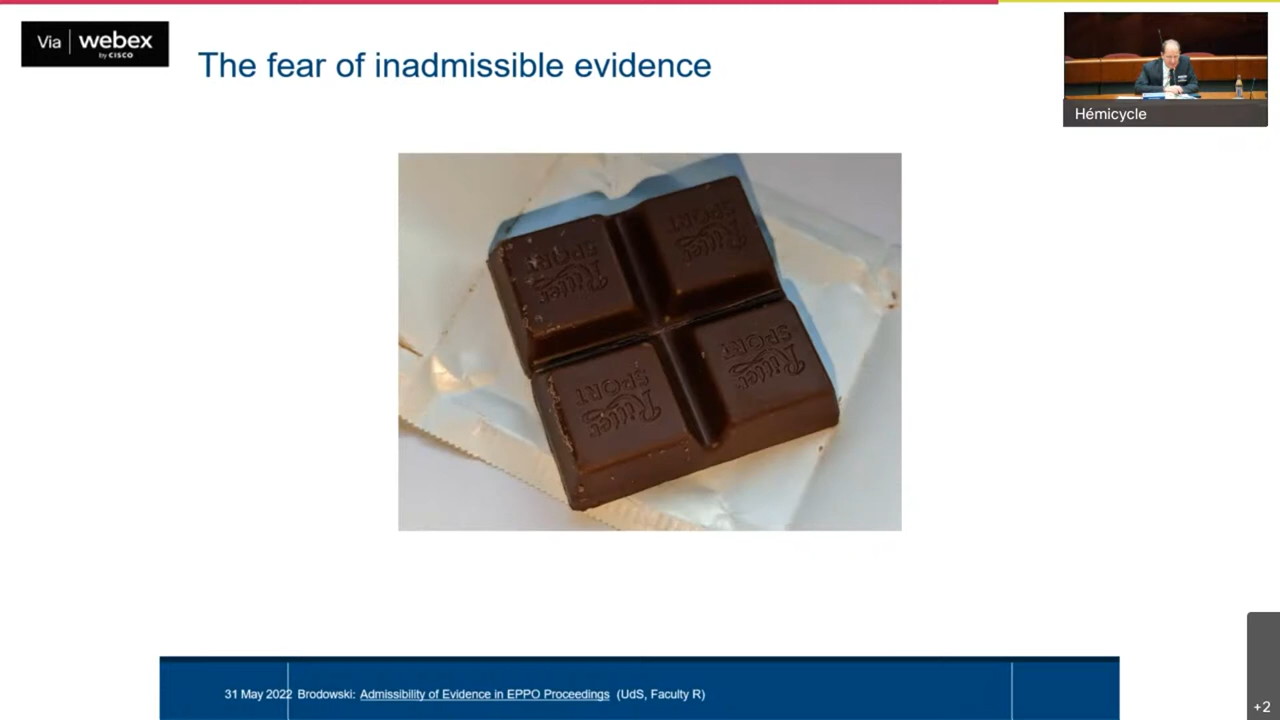 Via webex
by CISCO
The fear of inadmissible evidence
Hémicycle
Ritter
SPORT
Ritter
SPORT
Ritter
SPORT
Ritter
SPORT
31 May 2022 Brodowski: Admissibility of Evidence in EPPO Proceedings (UdS, Faculty R)
+2